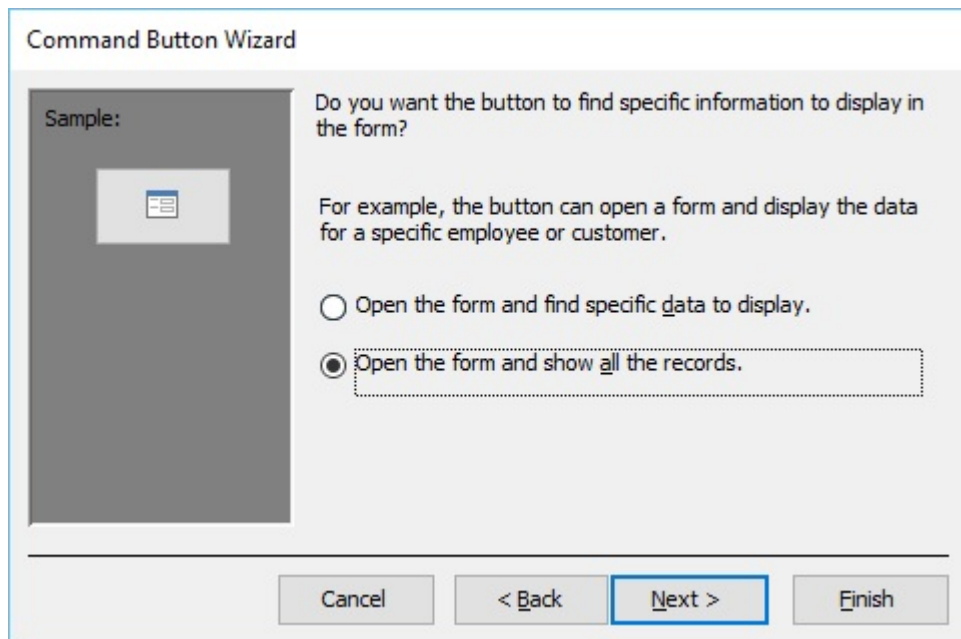 Command Button Wizard
Sample:
Do you want the button to find specific information to display in
the form?
For example, the button can open a form and display the data
for a specific employee or customer.
Open the form and find specific data to display.
Open the form and show all the records.
Cancel
< Back
Next >
Finish